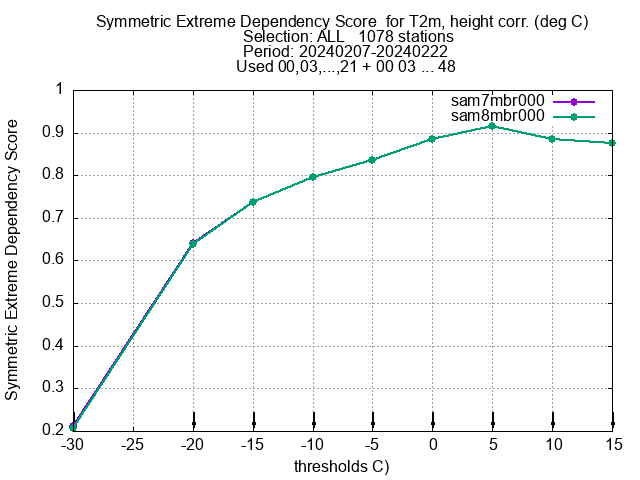 Symmetric Extreme Dependency Score  for T2m, height corr. (deg C)
Selection: ALL   1078 stations
Period: 20240207-20240222
Used 00,03,...,21 + 00 03 ... 48
sam7mbr000
sam8mbr000
Symmetric Extreme Dependency Score
1
0.9
0.8
0.7
0.6
0.5
0.4
0.3
0.2
-30 -25 -20 -15 -10 -5 0 5 10 15
thresholds C)